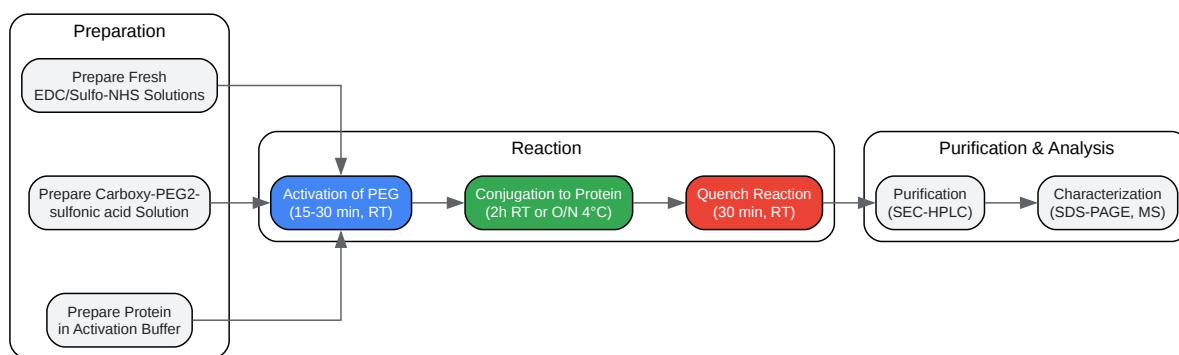 Preparation
Prepare Fresh
EDC/Sulfo-NHS Solutions
Prepare Carboxy-PEG2-
sulfonic acid Solution
Prepare Protein
in Activation Buffer
Reaction
Activation of PEG
(15-30 min, RT)
Conjugation to Protein
(2h RT or O/N 4°C)
Quench Reaction
(30 min, RT)
Purification & Analysis
Purification
(SEC-HPLC)
Characterization
(SDS-PAGE, MS)